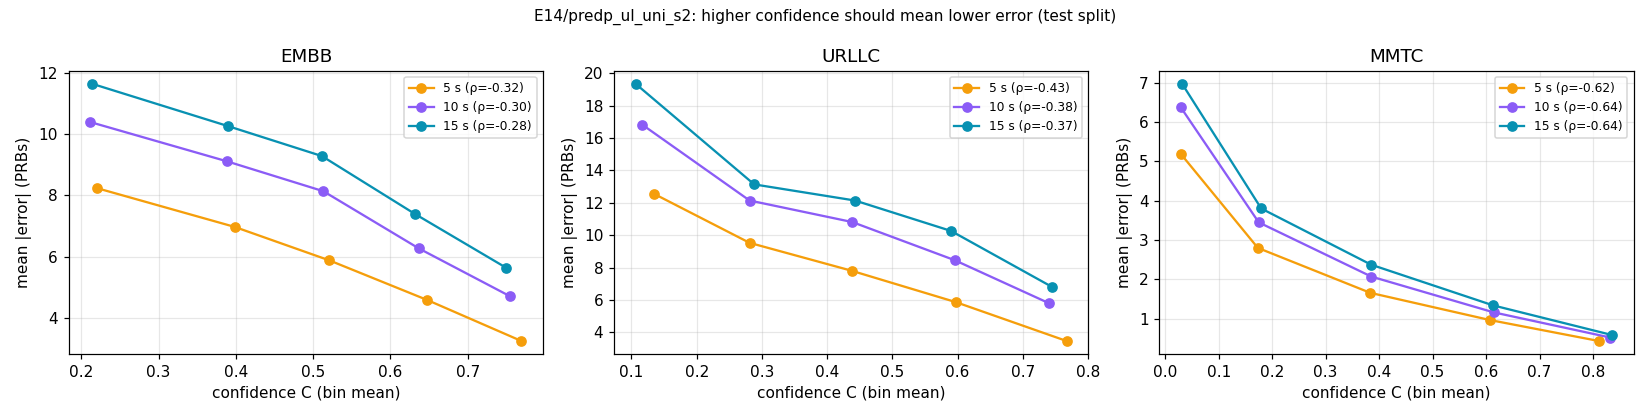 E14/predp_ul_uni_s2: higher confidence should mean lower error (test split)
EMBB
mean |error| (PRBs)
12
10
8
6
4
0.2 0.3 0.4 0.5 0.6 0.7
confidence C (bin mean)
5 s (ρ=-0.32)
10 s (ρ=-0.30)
15 s (ρ=-0.28)
URLLC
mean |error| (PRBs)
20
18
16
14
12
10
8
6
4
0.1 0.2 0.3 0.4 0.5 0.6 0.7 0.8
confidence C (bin mean)
5 s (ρ=-0.43)
10 s (ρ=-0.38)
15 s (ρ=-0.37)
MMTC
mean |error| (PRBs)
7
6
5
4
3
2
1
0.0 0.1 0.2 0.3 0.4 0.5 0.6 0.7 0.8
confidence C (bin mean)
5 s (ρ=-0.62)
10 s (ρ=-0.64)
15 s (ρ=-0.64)